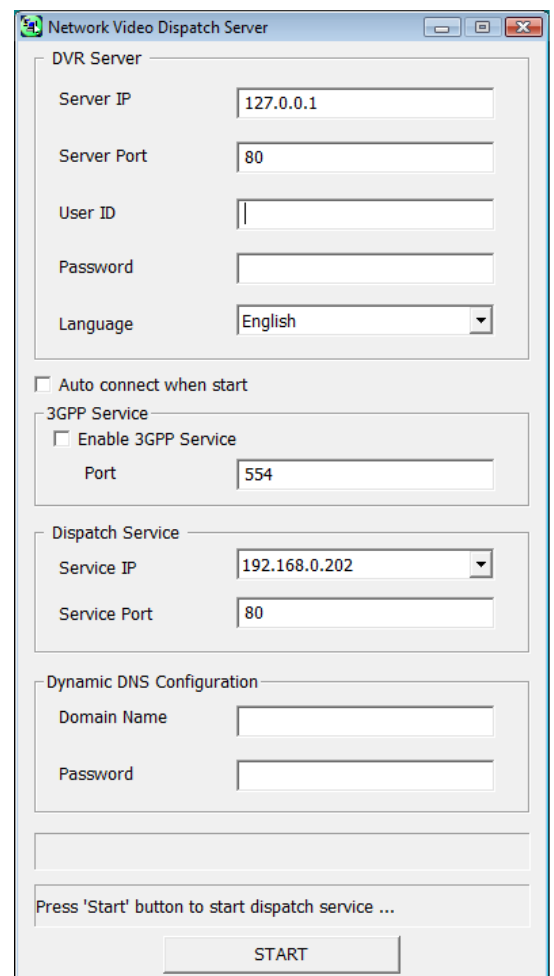 Network Video Dispatch Server
DVR Server
Server IP 127.0.0.1
Server Port 80
User ID
Password
Language English
Auto connect when start
3GPP Service
Enable 3GPP Service
Port 554
Dispatch Service
Service IP 192.168.0.202
Service Port 80
Dynamic DNS Configuration
Domain Name
Password
Press 'Start' button to start dispatch service ...
START